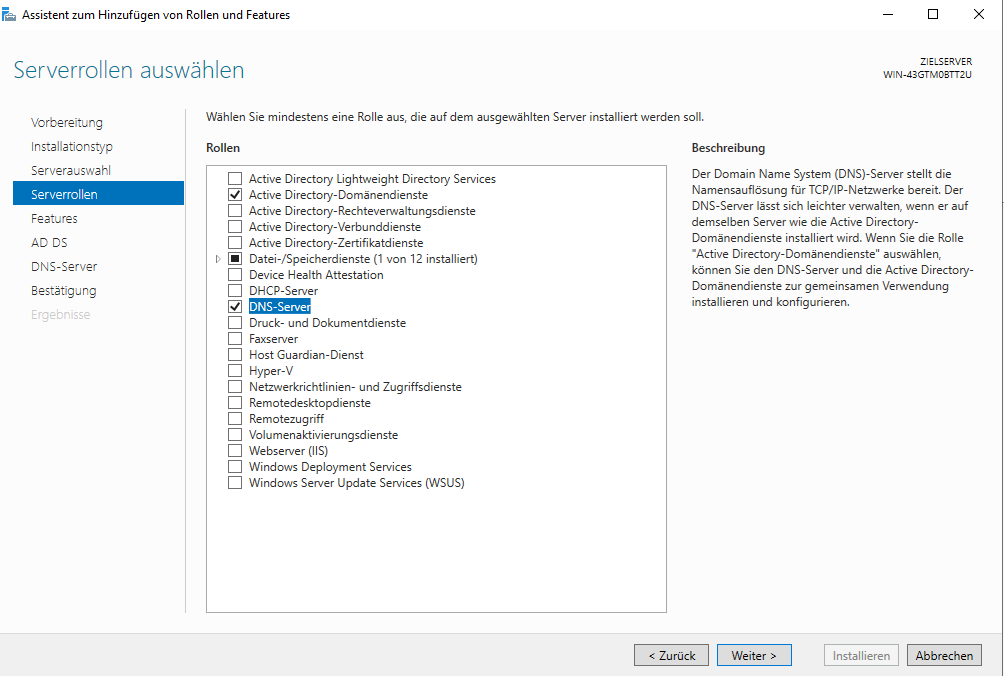 Assistent zum Hinzufügen von Rollen und Features
Serverrollen auswählen
ZIELSERVER
WIN-43GTM0BTT2U
Vorbereitung
Installationstyp
Serverauswahl
Serverrollen
Features
AD DS
DNS-Server
Bestätigung
Ergebnisse
Wählen Sie mindestens eine Rolle aus, die auf dem ausgewählten Server installiert werden soll.
Rollen
Active Directory Lightweight Directory Services
Active Directory-Domänendienste
Active Directory-Rechteverwaltungsdienste
Active Directory-Verbunddienste
Active Directory-Zertifikatdienste
Datei-/Speicherdienste (1 von 12 installiert)
Device Health Attestation
DHCP-Server
DNS-Server
Druck- und Dokumentdienste
Faxserver
Host Guardian-Dienst
Hyper-V
Netzwerkrichtlinien- und Zugriffsdienste
Remotedesktopdienste
Remotezugriff
Volumenaktivierungsdienste
Webserver (IIS)
Windows Deployment Services
Windows Server Update Services (WSUS)
Beschreibung
Der Domain Name System (DNS)-Server stellt die
Namensauflösung für TCP/IP-Netzwerke bereit. Der
DNS-Server lässt sich leichter verwalten, wenn er auf
demselben Server wie die Active Directory-
Domänendienste installiert wird. Wenn Sie die Rolle
"Active Directory-Domänendienste" auswählen,
können Sie den DNS-Server und die Active Directory-
Domänendienste zur gemeinsamen Verwendung
installieren und konfigurieren.
< Zurück
Weiter >
Installieren
Abbrechen